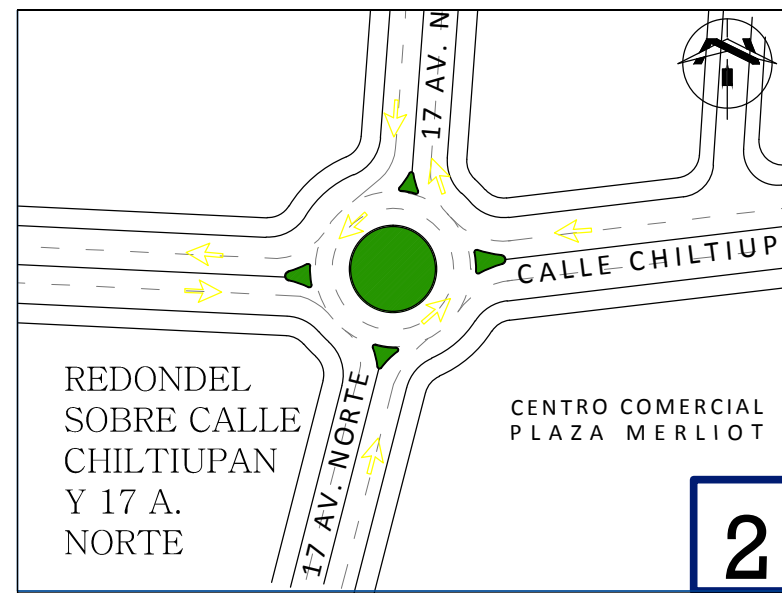 17 AV. N
CALLE CHILTIUP
REDONDEL
SOBRE CALLE
CHILTIUPAN
Y 17 A.
NORTE
17 AV. NORTE
CENTRO COMERCIAL
PLAZA MERLIOT
2